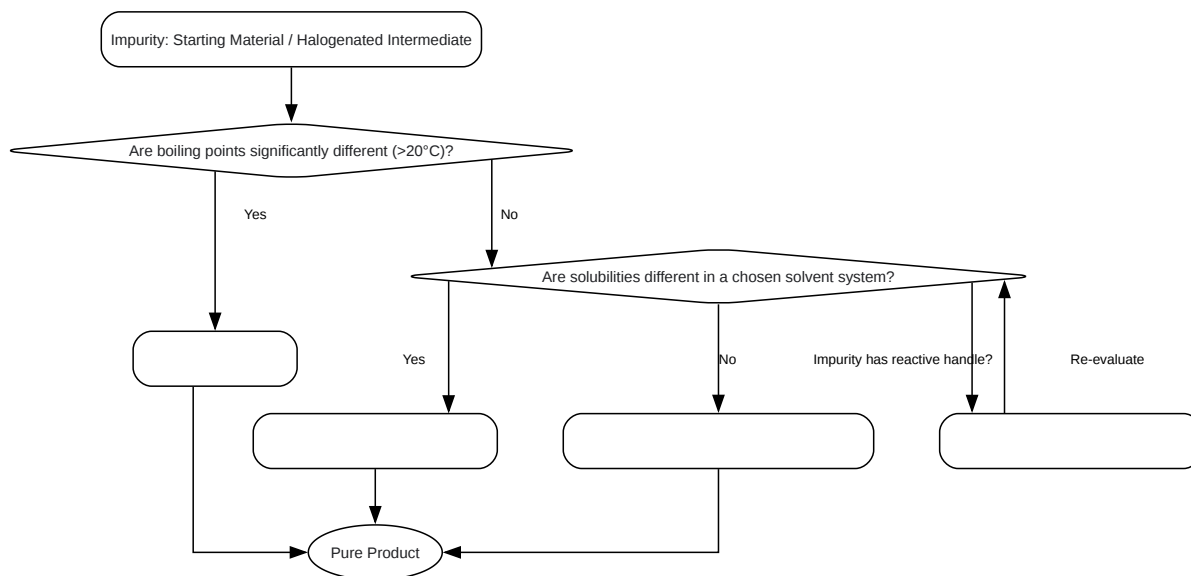 Impurity: Starting Material / Halogenated Intermediate
Are boiling points significantly different (>20°C)?
Yes
No
Are solubilities different in a chosen solvent system?
Yes
No
Impurity has reactive handle?
Re-evaluate
Pure Product